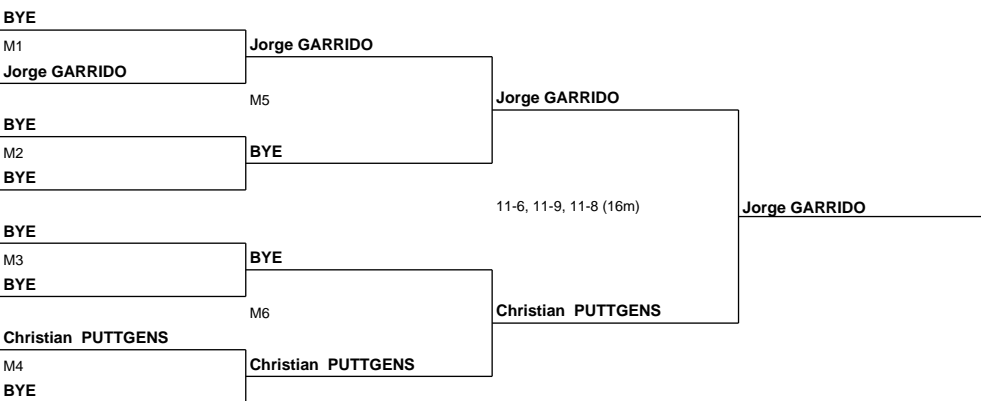 BYE
M1
Jorge GARRIDO
Jorge GARRIDO
M5
Jorge GARRIDO
BYE
M2
BYE
BYE
11-6, 11-9, 11-8 (16m)
Jorge GARRIDO
BYE
M3
BYE
BYE
M6
Christian PUTTGENS
Christian PUTTGENS
M4
Christian PUTTGENS
BYE